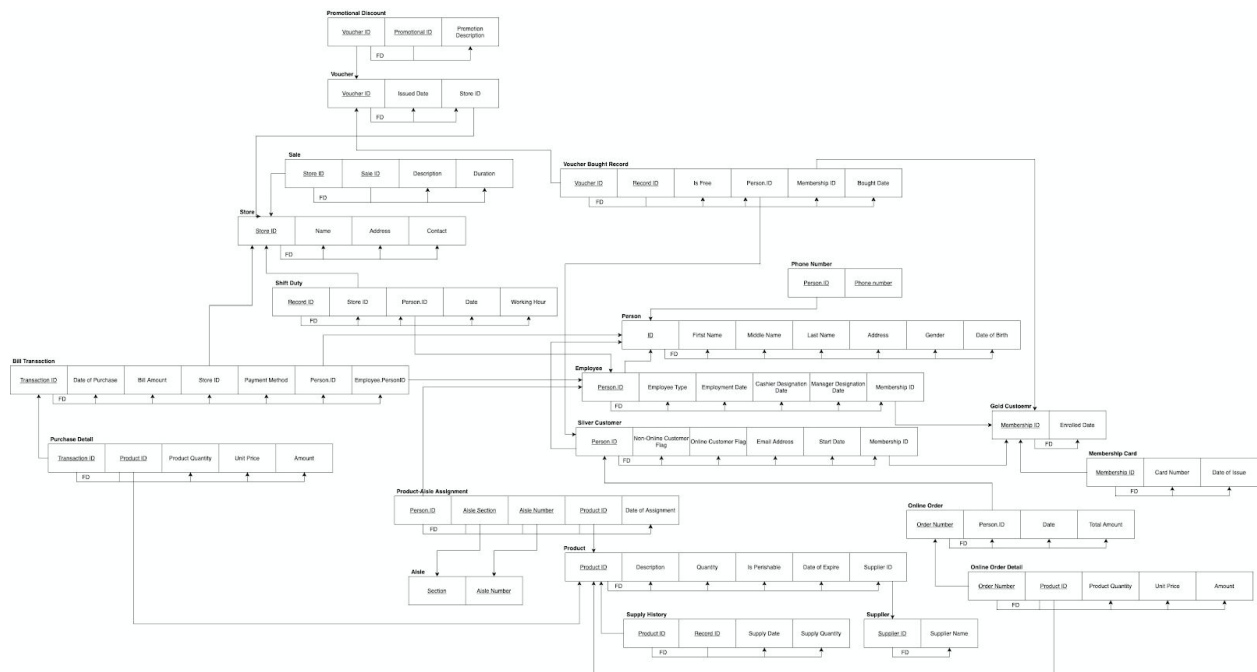 Promotional Discount
Voucher ID Promotional ID Promotion
Description
FD
Voucher
Voucher ID Issued Date Store ID
FD
Sale
Store ID Sale ID Description Duration
FD
Voucher Bought Record
Voucher ID Record ID Is Free Person.ID Membership ID Bought Date
FD
Store
Store ID Name Address Contact
FD
Phone Number
Person.ID Phone.number
Shift Duty
Record ID Store ID Person.ID Date Working Hour
FD
Person
ID Firtst Name Middle Name Last Name Address Gender Date of Birth
FD
Bill Transaction
Transaction ID Date of Purchase Bill Amount Store ID Payment Method Person.ID Employee.PersonID
FD
Employee
Person.ID Employee Type Employment Date Cashier Designation
Date Manager Designation
Date Membership ID
FD
Gold Custoemr
Membership ID Enrolled Date
FD
Silver Customer
Person.ID Non-Online Customer
Flag Online Customer Flag Email Address Start Date Membership ID
FD
Purchase Detail
Transaction ID Product ID Product Quantity Unit Price Amount
FD
Membership Card
Membership ID Card Number Date of Issue
FD
Product-Aisle Assignment
Person.ID Aisle Section Aisle Number Product ID Date of Assignment
FD
Online Order
Order Number Person.ID Date Total Amount
FD
Product
Product ID Description Quantity Is Perishable Date of Expire Supplier ID
FD
Aisle
Section Aisle Number
Online Order Detail
Order Number Product ID Product Quantity Unit Price Amount
FD
Supply History
Product ID Record ID Supply Date Supply Quantity
FD
Supplier
Supplier ID Supplier Name
FD